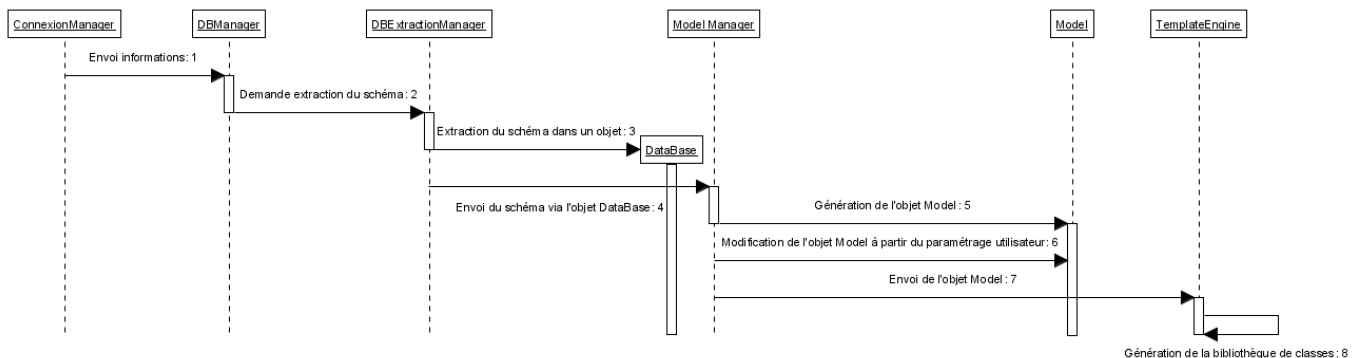 ConnexionManager
DBManager
DBExtractionManager
Model Manager
Model
TemplateEngine
Envoi informations : 1
Demande extraction du schéma : 2
Extraction du schéma dans un objet : 3
DataBase
Envoi du schéma via l'objet DataBase : 4
Génération de l'objet Model : 5
Modification de l'objet Model à partir du paramétrage utilisateur : 6
Envoi de l'objet Model : 7
Génération de la bibliothèque de classes : 8